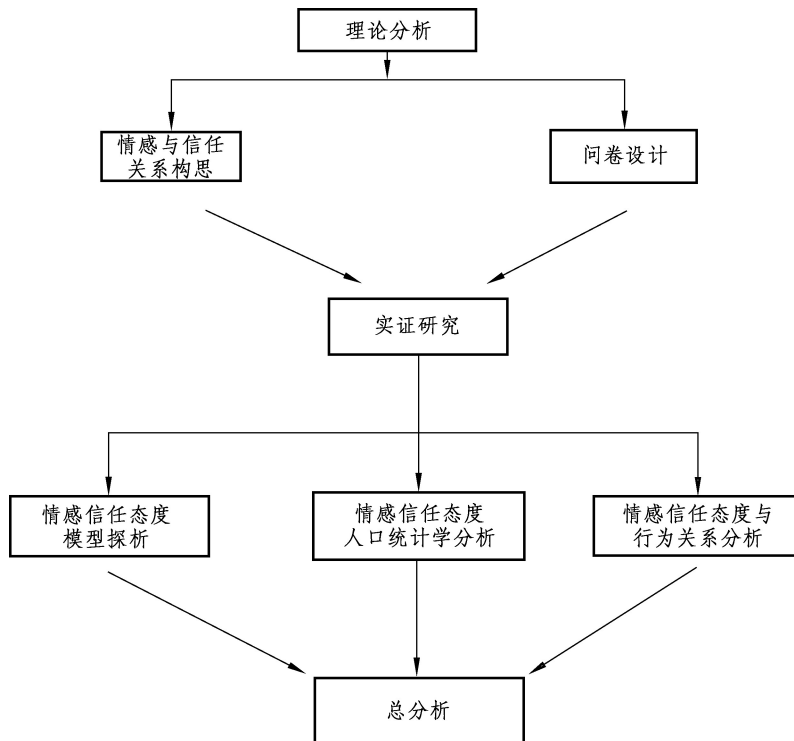 理论分析
情感与信任
关系构思
问卷设计
实证研究
情感信任态度
模型探析
情感信任态度
人口统计学分析
情感信任态度与
行为关系分析
总分析